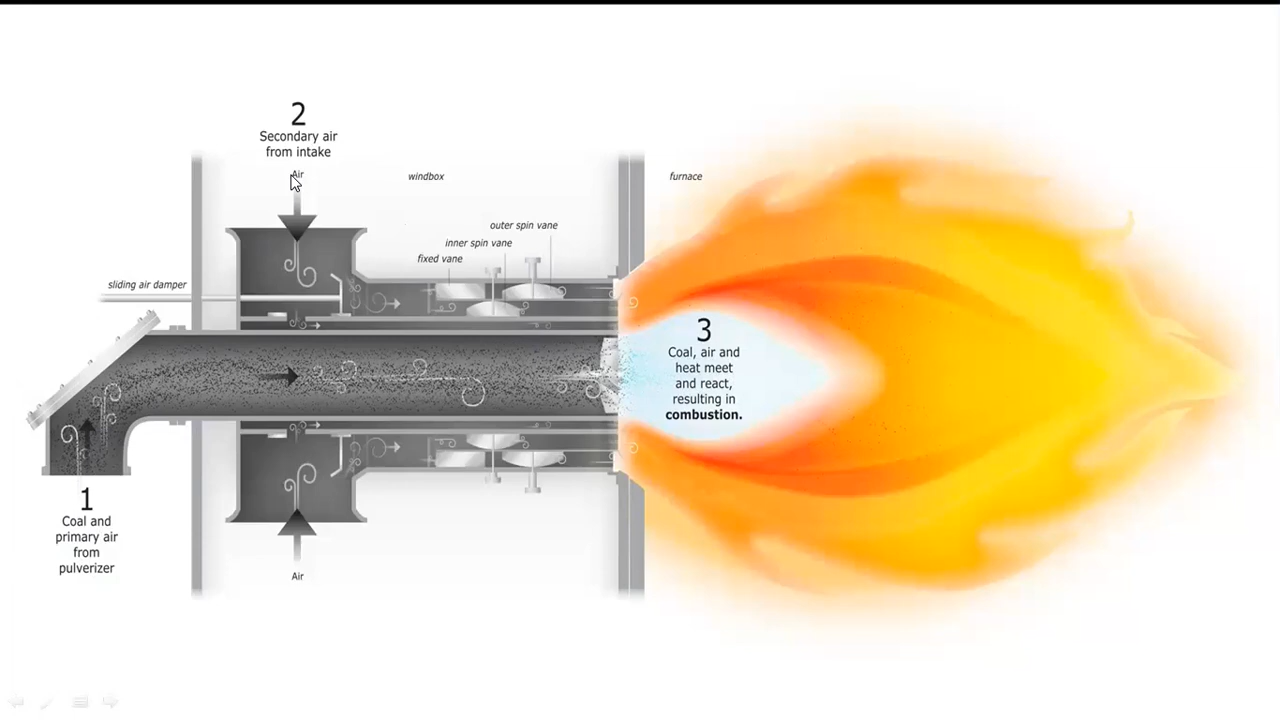 2
Secondary air
from intake
Air
windbox
furnace
outer spin vane
inner spin vane
fixed vane
sliding air damper
3
Coal, air and
heat meet
and react,
resulting in
combustion.
1
Coal and
primary air
from
pulverizer
Air